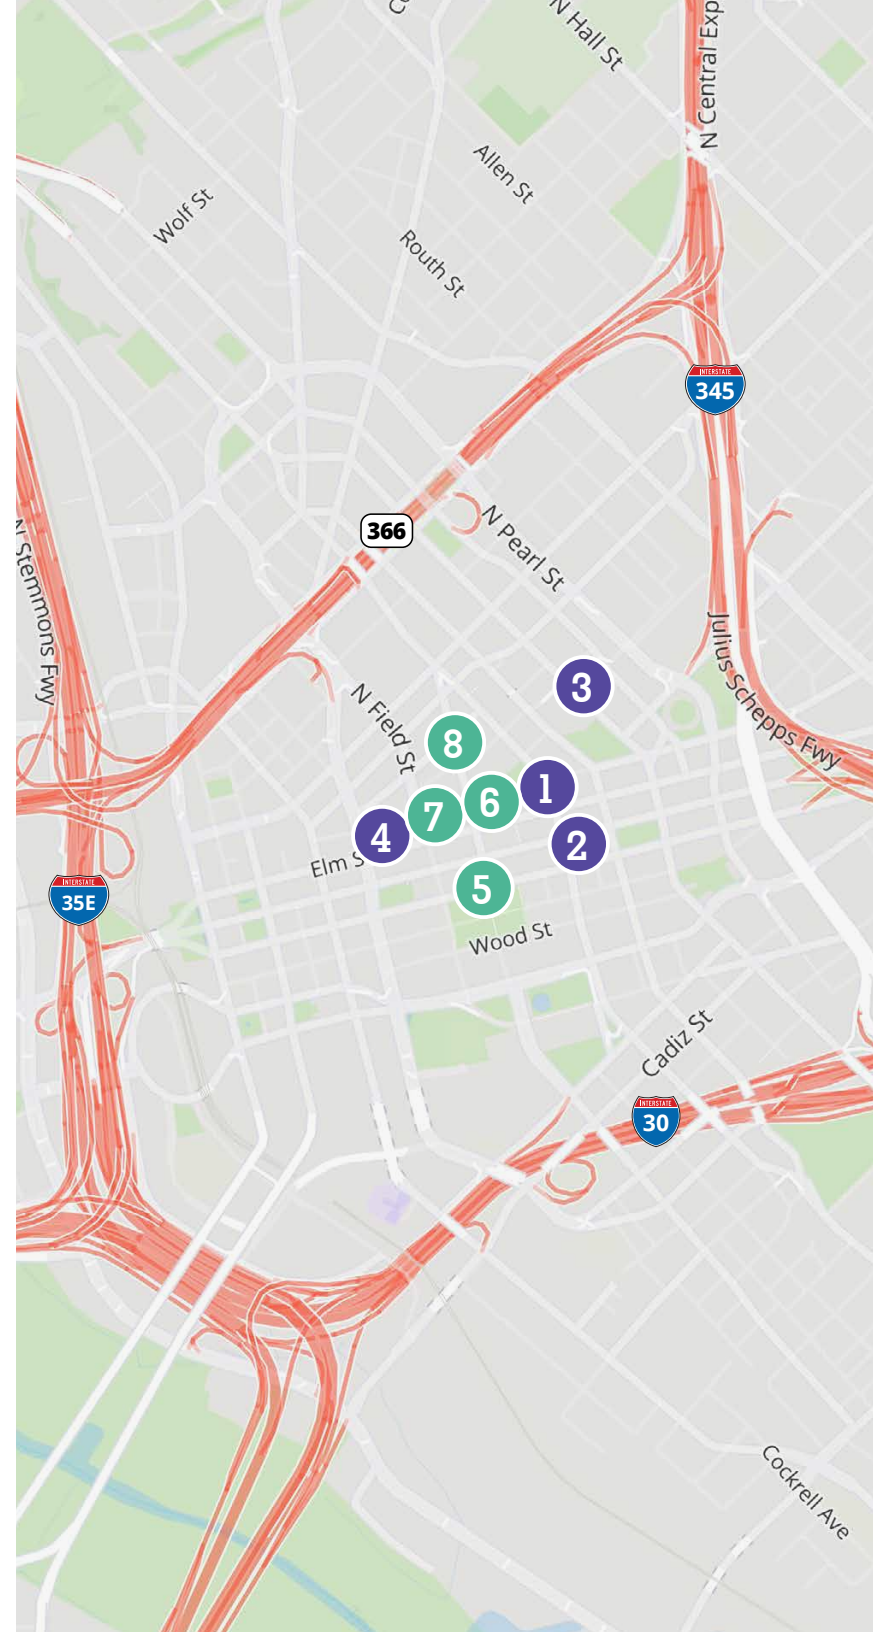 Co
N Hall St
N Central Exp
Allen St
Wolf St
Routh St
INTERSTATE
345
366
N Pearl St
N Stemmons Fwy
Julius Schepps Fwy
3
N Field St
8
1
6
7
4
2
Elm S
5
INTERSTATE
35E
Wood St
Cadiz St
INTERSTATE
30
Cockrell Ave